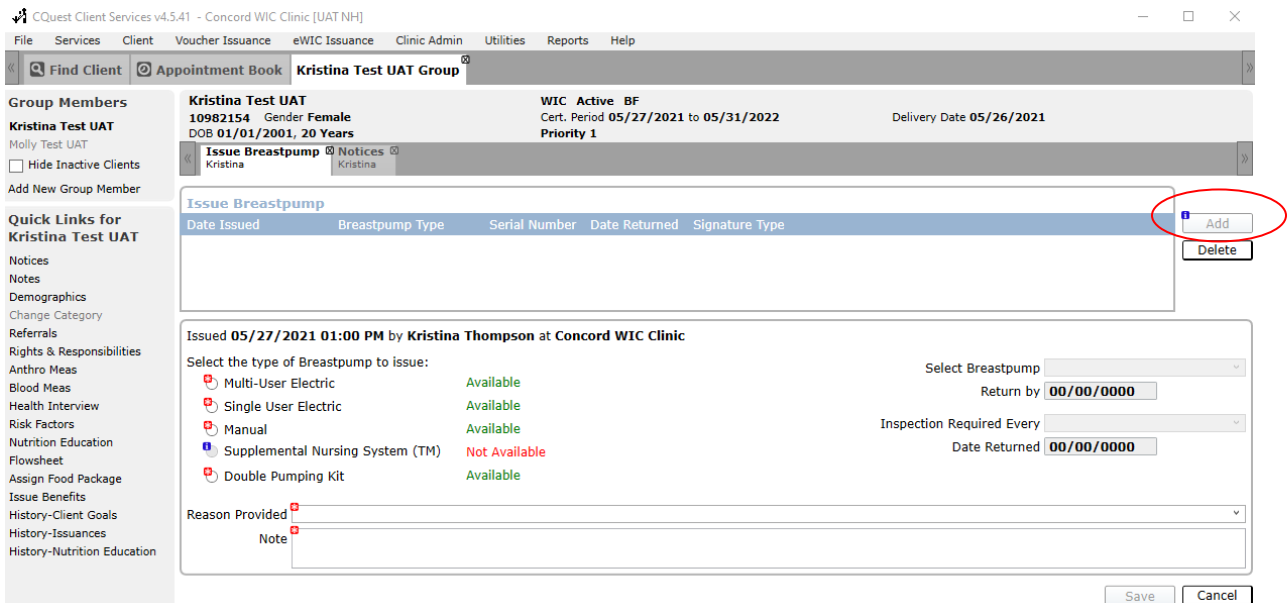 CQuest Client Services v4.5.41 - Concord WIC Clinic [UAT NH]
File Services Client Voucher Issuance eWIC Issuance Clinic Admin Utilities Reports Help
Find Client Appointment Book Kristina Test UAT Group
Group Members
Kristina Test UAT
Molly Test UAT
Hide Inactive Clients
Add New Group Member
Quick Links for
Kristina Test UAT
Notices
Notes
Demographics
Change Category
Referrals
Rights & Responsibilities
Anthro Meas
Blood Meas
Health Interview
Risk Factors
Nutrition Education
Flowsheet
Assign Food Package
Issue Benefits
History-Client Goals
History-Issuances
History-Nutrition Education
Kristina Test UAT WIC Active BF
10982154 Gender Female Cert. Period 05/27/2021 to 05/31/2022 Delivery Date 05/26/2021
DOB 01/01/2001, 20 Years Priority 1
Issue Breastpump Notices
Kristina Kristina
Issue Breastpump
Date Issued Breastpump Type Serial Number Date Returned Signature Type
Add
Delete
Issued 05/27/2021 01:00 PM by Kristina Thompson at Concord WIC Clinic
Select the type of Breastpump to issue:
Multi-User Electric Available
Single User Electric Available
Manual Available
Supplemental Nursing System (TM) Not Available
Double Pumping Kit Available
Select Breastpump
Return by 00/00/0000
Inspection Required Every
Date Returned 00/00/0000
Reason Provided
Note
Save Cancel